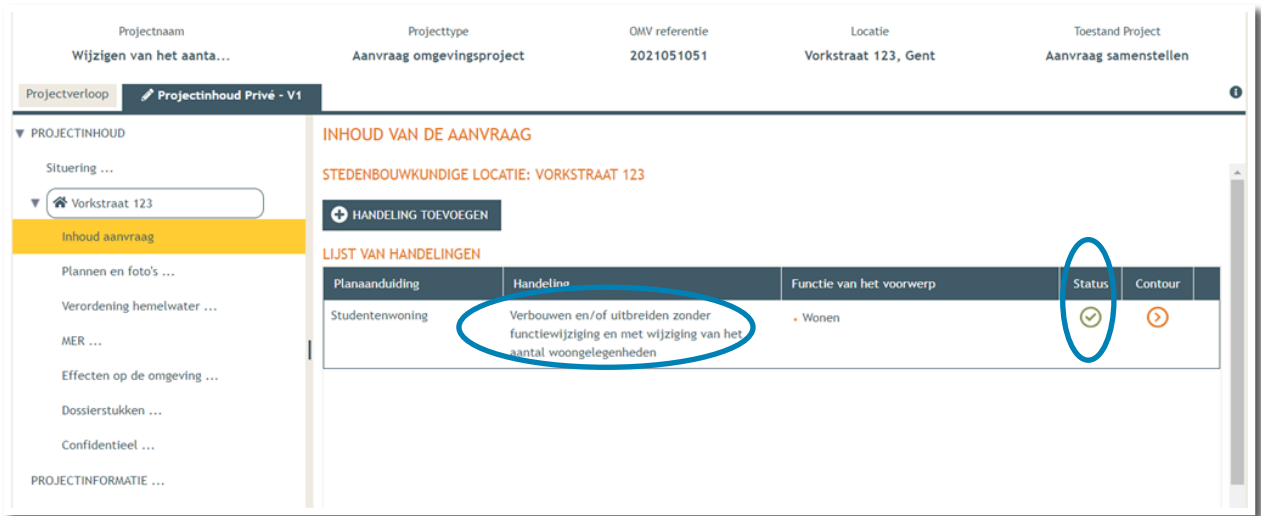 Projectnaam Projecttype OMV referentie Locatie Toestand Project
Wijzigen van het aanta... Aanvraag omgevingsproject 2021051051 Vorkstraat 123, Gent Aanvraag samenstellen
Projectverloop Projectinhoud Privé - V1
PROJECTINHOUD
Situering ...
Vorkstraat 123
Inhoud aanvraag
Plannen en foto's ...
Verordening hemelwater ...
MER ...
Effecten op de omgeving ...
Dossierstukken ...
Confidentieel ...
PROJECTINFORMATIE ...
INHOUD VAN DE AANVRAAG
STEDENBOUWKUNDIGE LOCATIE: VORKSTRAAT 123
HANDELING TOEVOEGEN
LIJST VAN HANDELINGEN
Planaanduiding Handeling Functie van het voorwerp Status Contour
Studentenwoning Verbouwen en/of uitbreiden zonder • Wonen
functiewijziging en met wijziging van het
aantal woongelegenheden